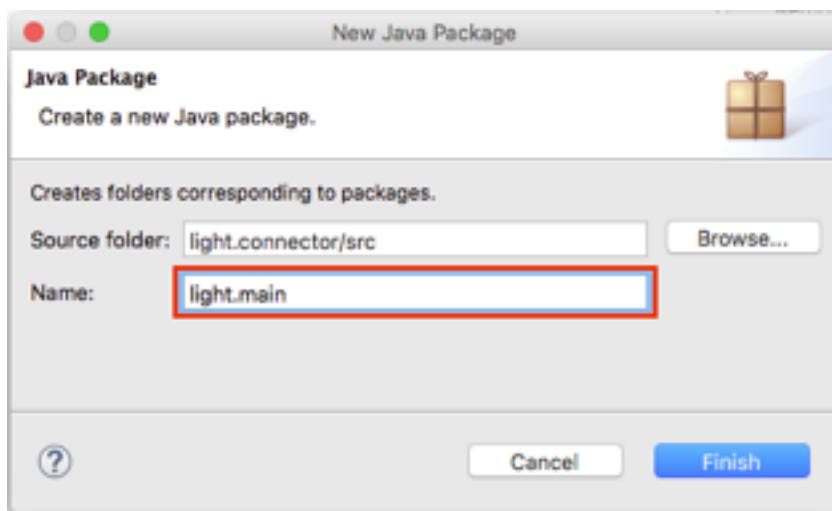 New Java Package
Java Package
Create a new Java package.
Creates folders corresponding to packages.
Source folder: light.connector/src Browse...
Name: light.main
? Cancel Finish